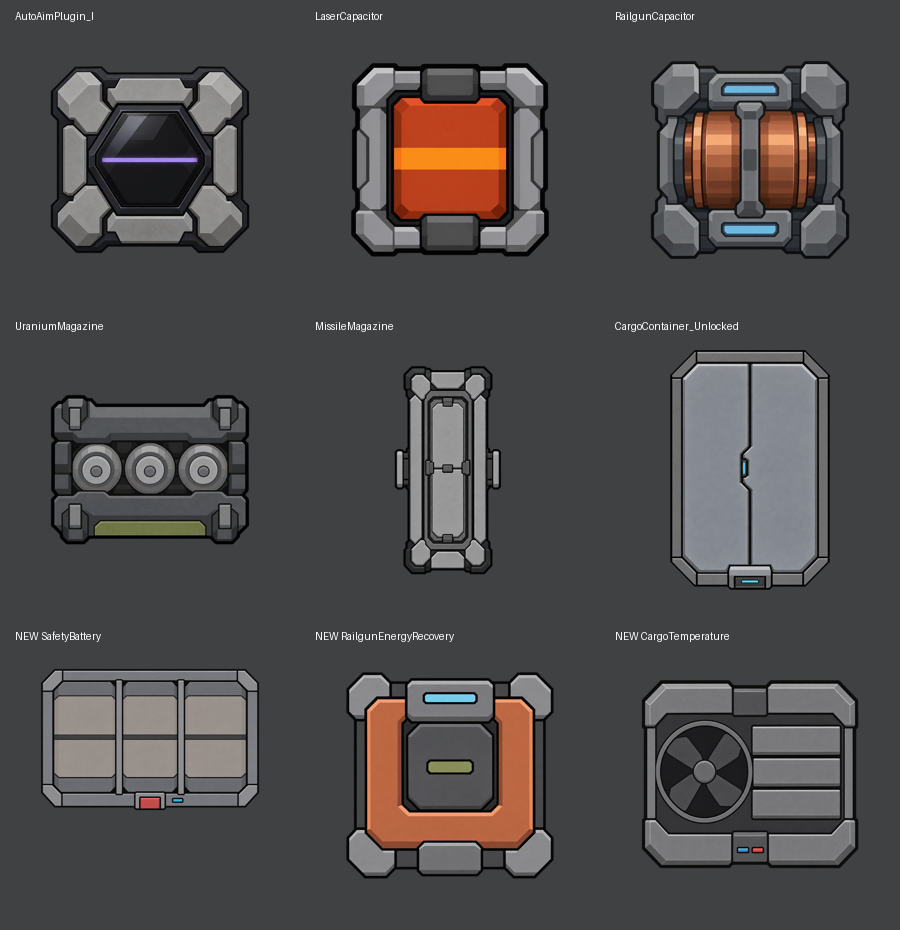 AutoAimPlugin_I
LaserCapacitor
RailgunCapacitor
UraniumMagazine
MissileMagazine
CargoContainer_Unlocked
NEW SafetyBattery
NEW RailgunEnergyRecovery
NEW CargoTemperature